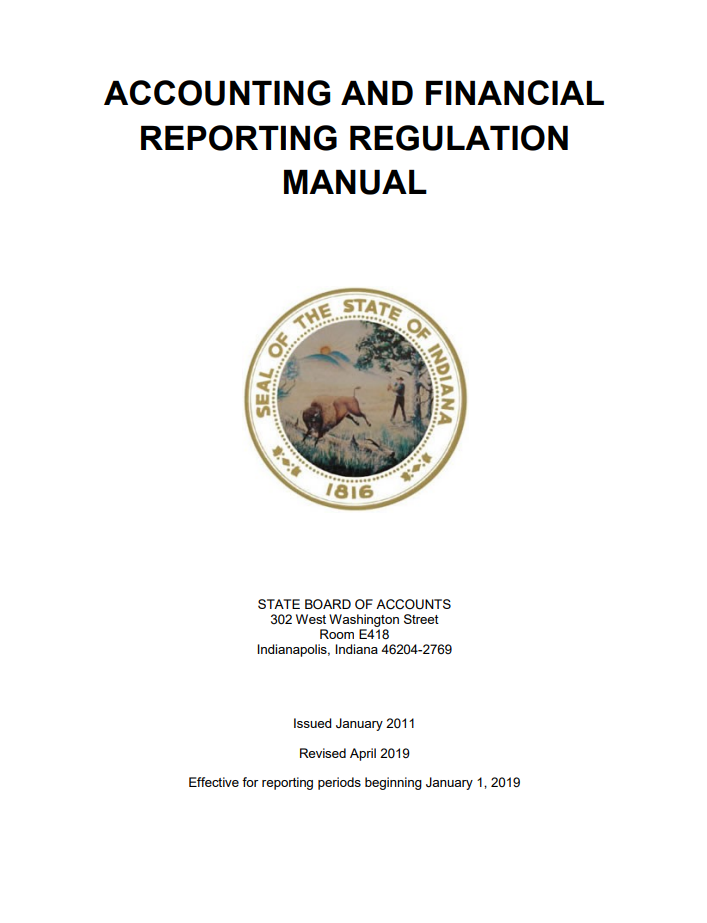 ACCOUNTING AND FINANCIAL
REPORTING REGULATION
MANUAL
SEAL OF THE STATE OF INDIANA
1816
STATE BOARD OF ACCOUNTS
302 West Washington Street
Room E418
Indianapolis, Indiana 46204-2769
Issued January 2011
Revised April 2019
Effective for reporting periods beginning January 1, 2019